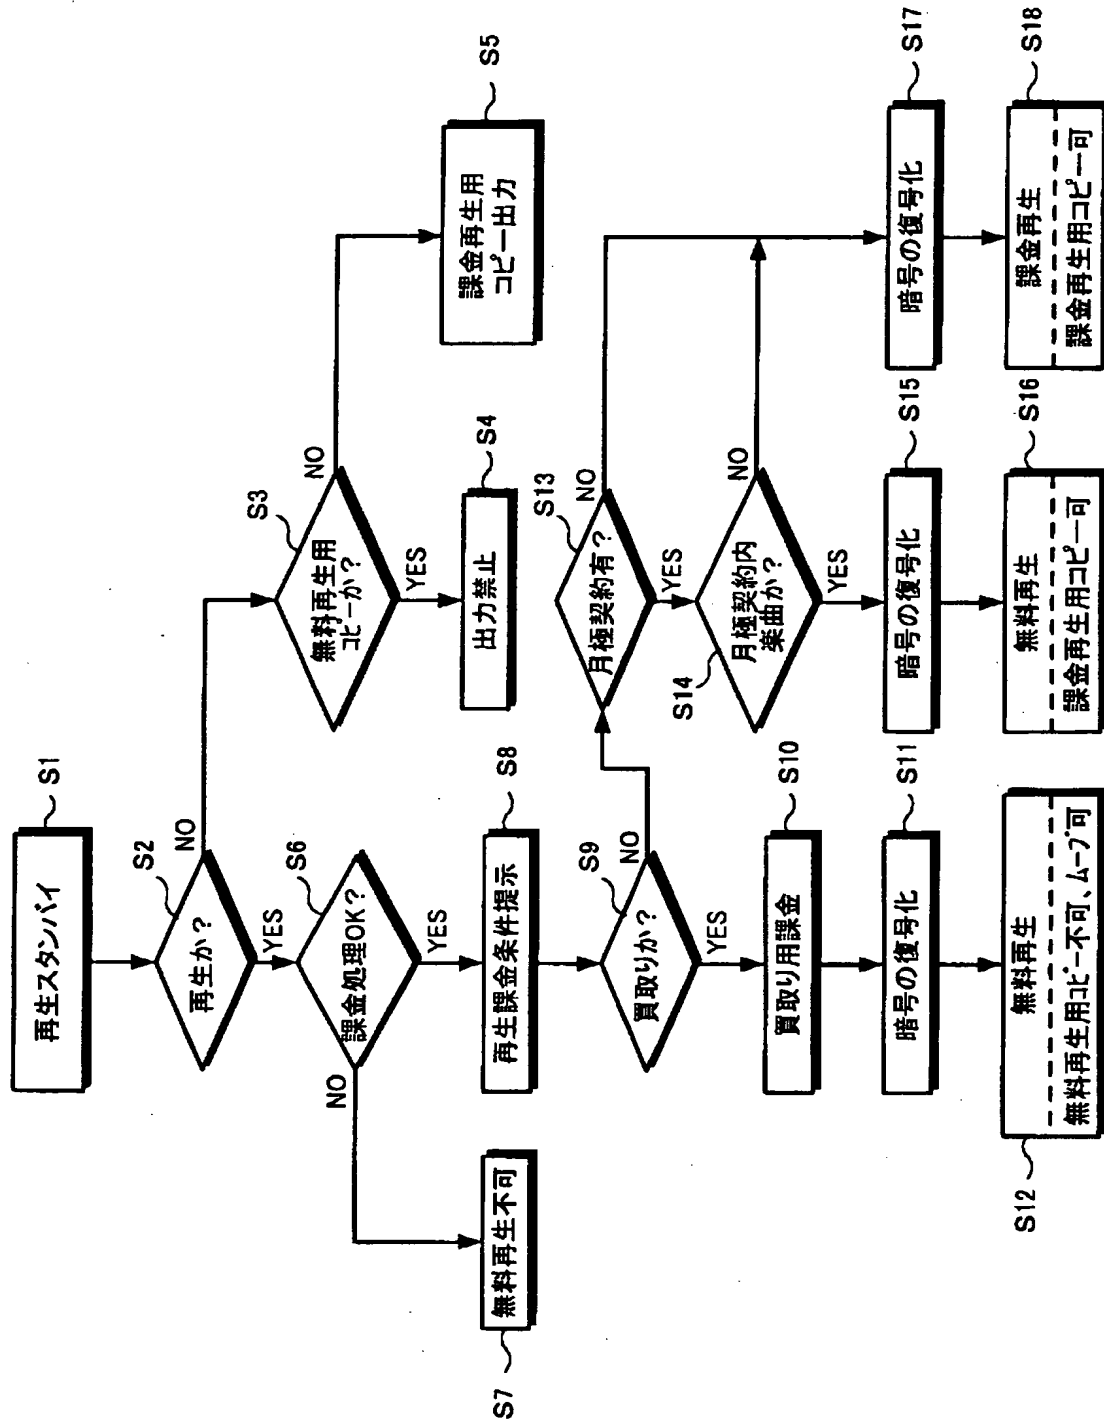 再生スタンバイ
S1
再生か?
S2
NO
YES
無料再生用
コピーか?
S3
NO
YES
出力禁止
S4
課金再生用
コピー出力
S5
課金処理OK?
S6
NO
YES
無料再生不可
S7
再生課金条件提示
S8
買取りか?
S9
NO
YES
買取り用課金
S10
暗号の復号化
S11
無料再生
無料再生用コピー不可、ムーブ可
S12
月極契約有?
S13
NO
YES
月極契約内
楽曲か?
S14
NO
YES
暗号の復号化
S15
無料再生
課金再生用コピー可
S16
暗号の復号化
S17
課金再生
課金再生用コピー可
S18